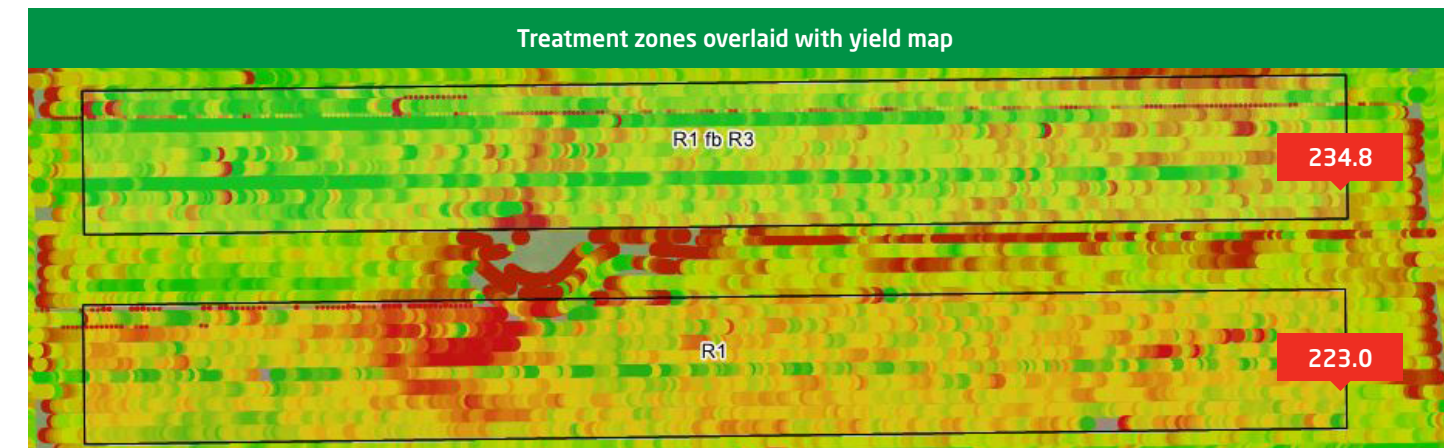 Treatment zones overlaid with yield map
R1 fb R3
234.8
R1
223.0